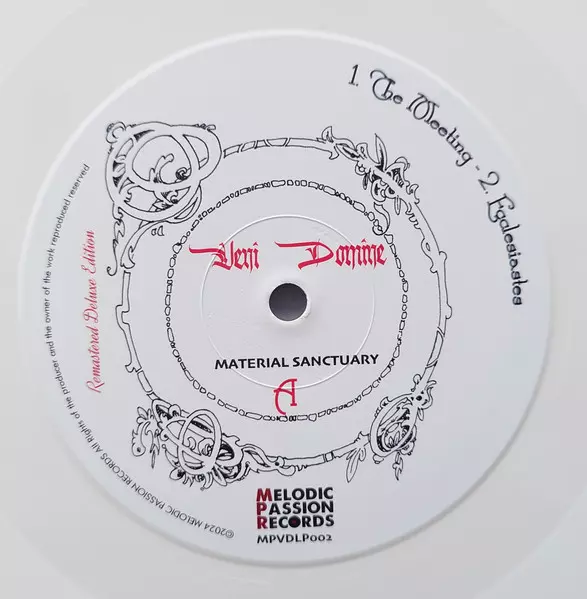 1. The Meeting - 2. Eccclesiastes
Veni Domine
MATERIAL SANCTUARY
A
Remastered Deluxe Edition
©2024 MELODIC PASSION RECORDS All Rights of the producer and the owner of the work reproduced reserved
MELODIC
PASSION
RECORDS
MPVDLP002